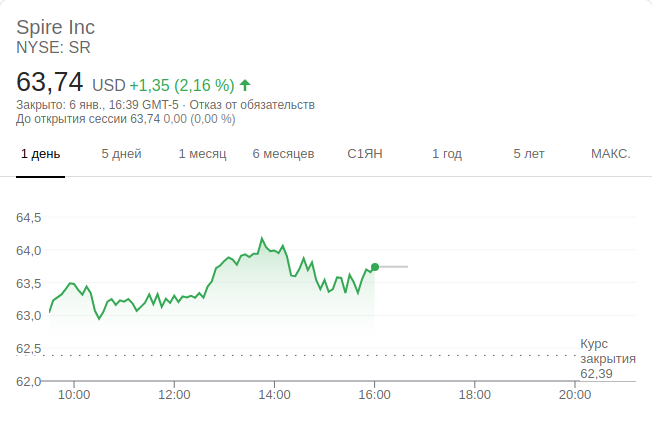 Spire Inc
NYSE: SR
63,74 USD +1,35 (2,16 %)
Закрыто: 6 янв., 16:39 GMT-5 · Отказ от обязательств
До открытия сессии 63,74 0,00 (0,00 %)
1 день 5 дней 1 месяц 6 месяцев С1ЯН 1 год 5 лет МАКС.
64,5
64,0
63,5
63,0
62,5
62,0
Курс
закрытия
62,39
10:00 12:00 14:00 16:00 18:00 20:00